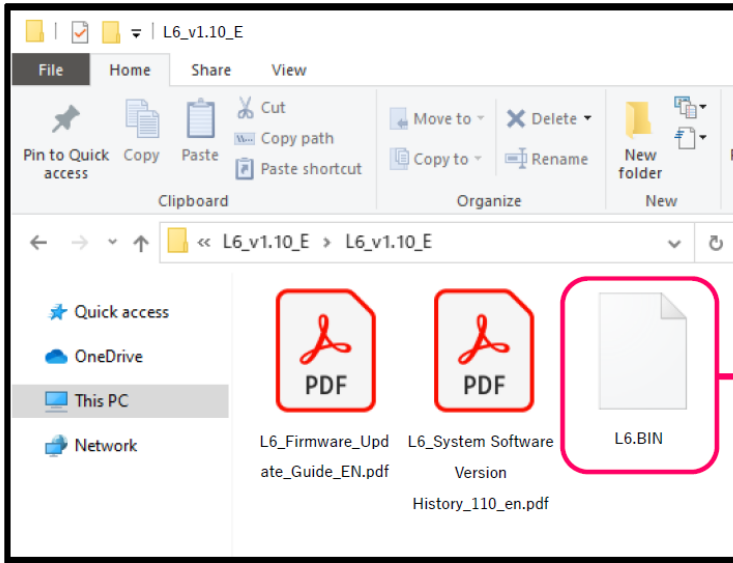 L6_v1.10_E
File Home Share View
Cut
Copy path
Paste shortcut
Pin to Quick access
Copy
Paste
Clipboard
Move to
Copy to
Delete
Rename
Organize
New folder
New
« L6_v1.10_E > L6_v1.10_E
Quick access
OneDrive
This PC
Network
PDF
L6_Firmware_Upd
ate_Guide_EN.pdf
PDF
L6_System Software
Version
History_110_en.pdf
L6.BIN